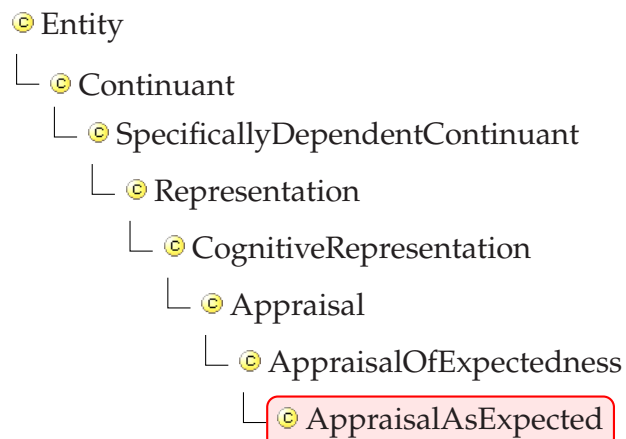 Entity
Continuant
SpecificallyDependentContinuant
Representation
CognitiveRepresentation
Appraisal
AppraisalOfExpectedness
AppraisalAsExpected